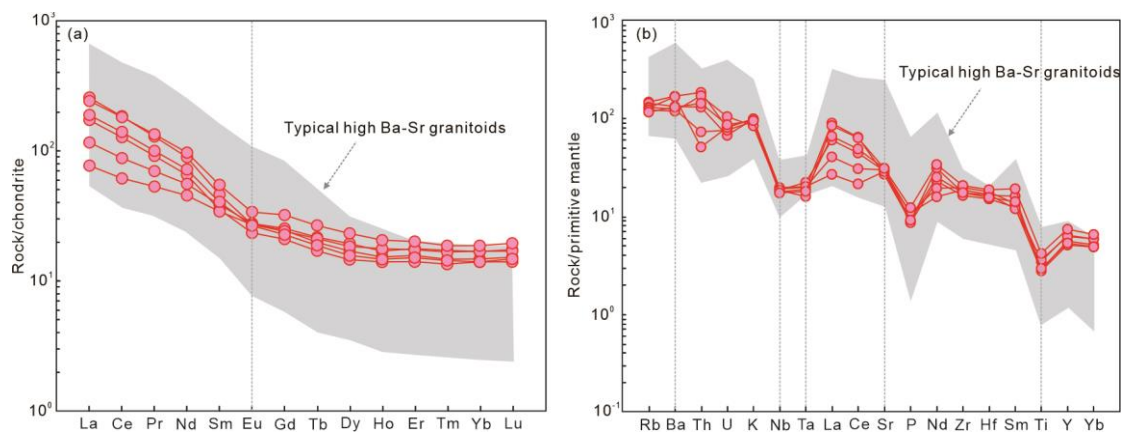 (a)
10³
10²
10¹
10⁰
Rock/chondrite
Typical high Ba-Sr granitoids
La Ce Pr Nd Sm Eu Gd Tb Dy Ho Er Tm Yb Lu
(b)
10³
10²
10¹
10⁰
10⁻¹
Rock/primitive mantle
Typical high Ba-Sr granitoids
Rb Ba Th U K Nb Ta La Ce Sr P Nd Zr Hf Sm Ti Y Yb